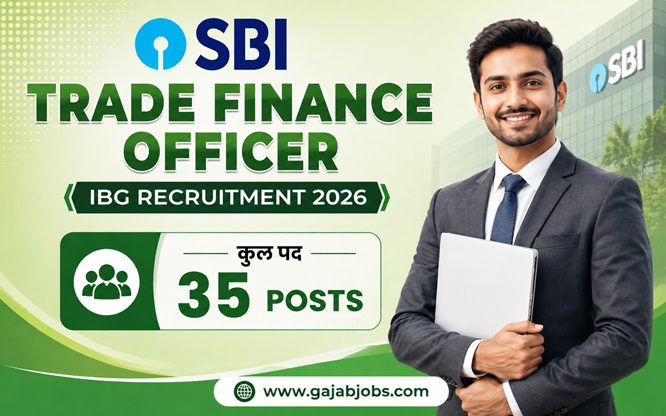 SBI
SBI
TRADE FINANCE
OFFICER
IBG RECRUITMENT 2026
कुल पद
35 POSTS
www.gajabjobs.com